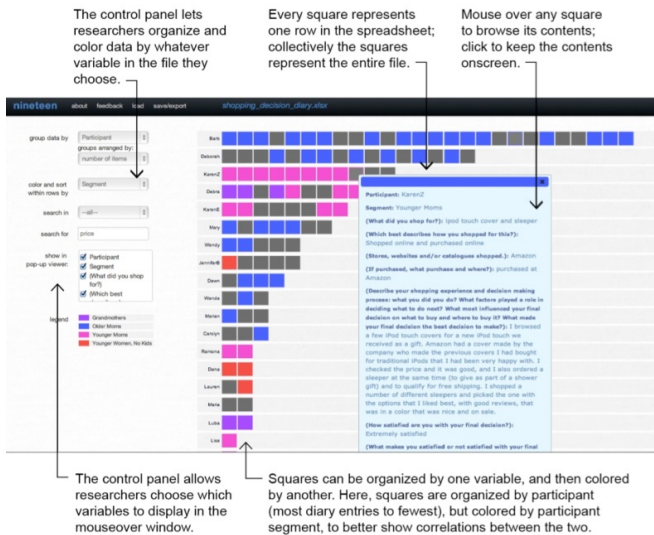 The control panel lets
researchers organize and
color data by whatever
variable in the file they
choose.
Every square represents
one row in the spreadsheet;
collectively the squares
represent the entire file.
Mouse over any square
to browse its contents;
click to keep the contents
onscreen.
nineteen about feedback load save/export shopping_decision_diary.xlsx
group data by Participant
groups arranged by:
number of items
color and sort
within rows by Segment
search in --all--
search for price
show in
pop-up viewer:
Participant
Segment
(What did you shop
for?)
(Which best
legend
Grandmothers
Older Moms
Younger Moms
Younger Women, No Kids
Barb
Deborah
KarenZ
Debra
KarenE
Mary
Wendy
JenniferB
Dawn
Wanda
Marian
Carolyn
Ramona
Dana
Lauren
Maria
Luba
Lisa
Participant: KarenZ
Segment: Younger Moms
(What did you shop for?): Ipod touch cover and sleeper
(Which best describes how you shopped for this?):
Shopped online and purchased online
(Stores, websites and/or catalogues shopped.): Amazon
(If purchased, what purchase and where?): purchased at
Amazon
(Describe your shopping experience and decision making
process: what you did you do? What factors played a role in
deciding what to do next? What most influenced your final
decision on what to buy and where to buy it? What made
your final decision the best decision to make?): I browsed
a few iPod touch covers for a new iPod touch we
received as a gift. Amazon had a cover made by the
company who made the previous covers I had bought
for traditional iPods that I had been very happy with. I
checked the price and it was good, and I also ordered a
sleeper at the same time (to give as part of a shower
gift) and to qualify for free shipping. I shopped a
number of different sleepers and picked the one with
the options that I liked best, with good reviews, that
was in a color that was nice and on sale.
(How satisfied are you with your final decision?):
Extremely satisfied
(What makes you satisfied or not satisfied with your final
The control panel allows
researchers choose which
variables to display in the
mouseover window.
Squares can be organized by one variable, and then colored
by another. Here, squares are organized by participant
(most diary entries to fewest), but colored by participant
segment, to better show correlations between the two.